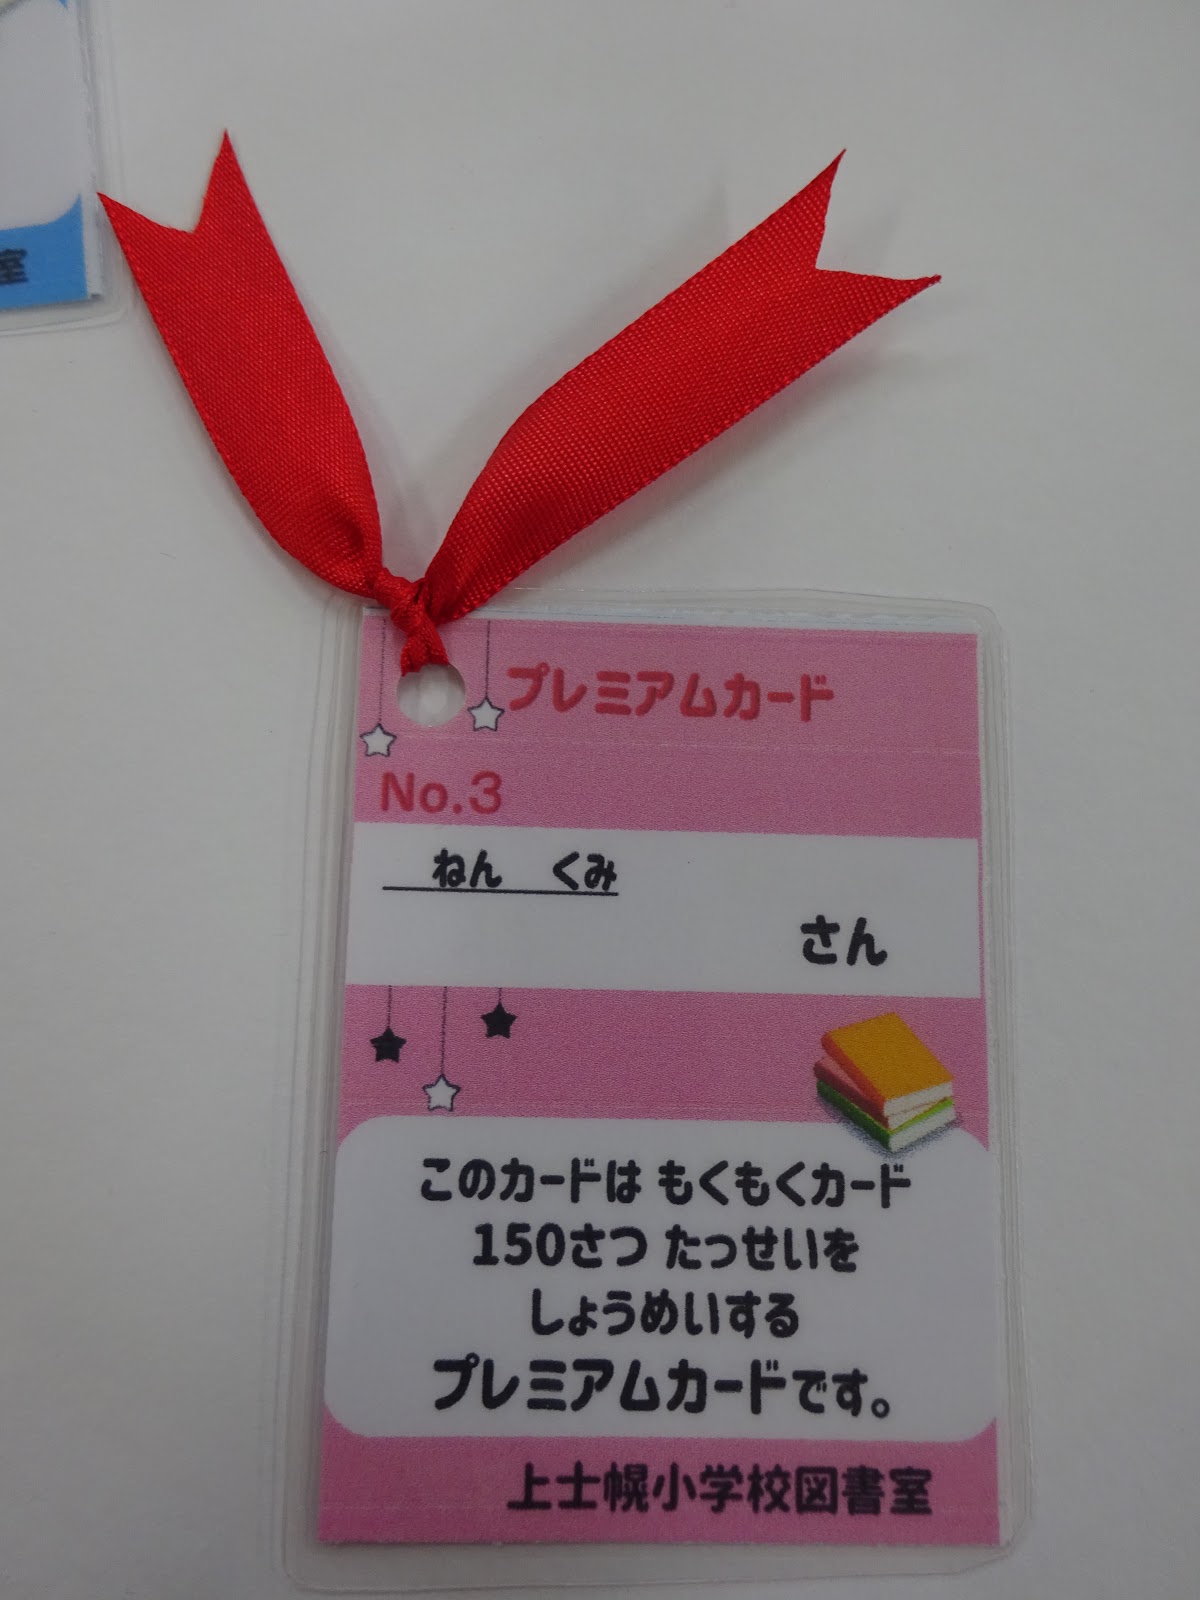 室
プレミアムカード
No.3
ねん くみ
さん
このカードは もくもくカード
150さつ たっせいを
しょうめいする
プレミアムカードです。
上士幌小学校図書室